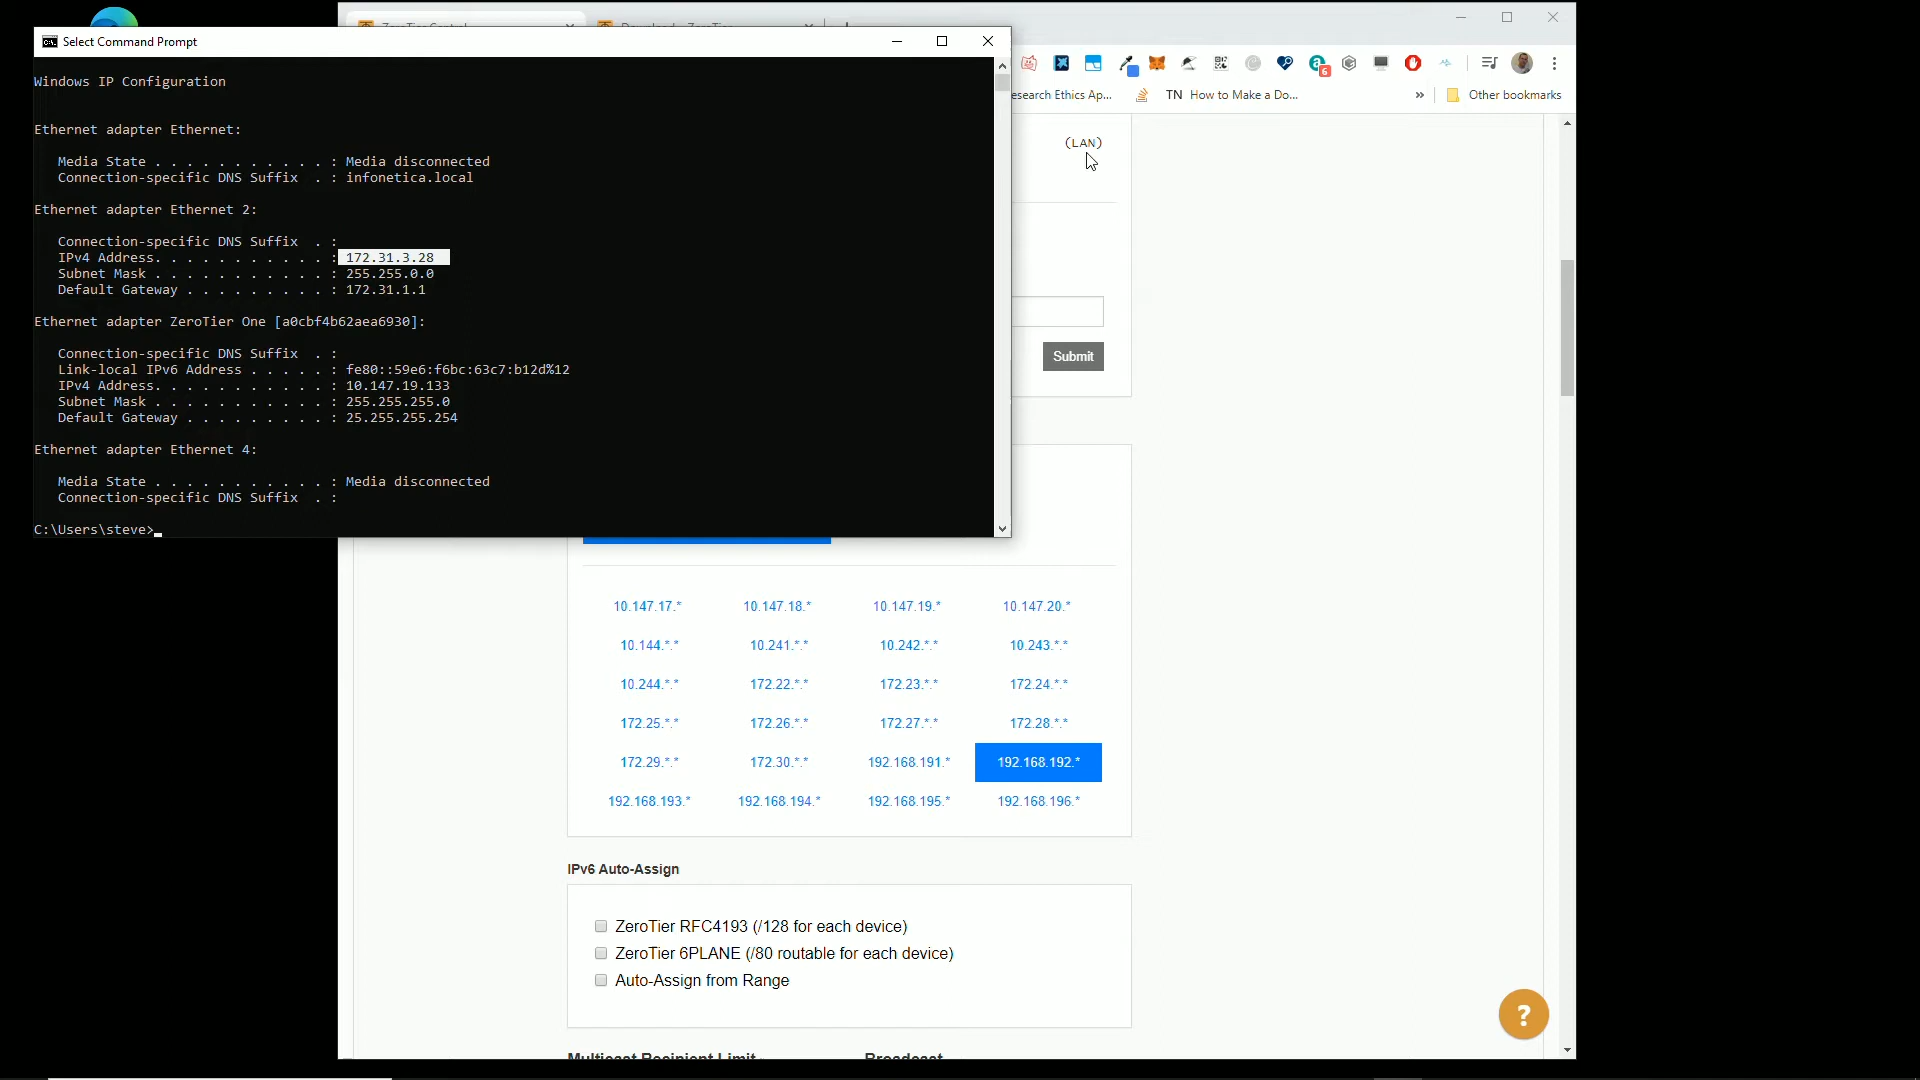 Select Command Prompt
Windows IP Configuration
Ethernet adapter Ethernet:
Media State . . . . . . . . . . . : Media disconnected
Connection-specific DNS Suffix  . : infonetica.local
Ethernet adapter Ethernet 2:
Connection-specific DNS Suffix  . :
IPv4 Address. . . . . . . . . . . : 172.31.3.28
Subnet Mask . . . . . . . . . . . : 255.255.0.0
Default Gateway . . . . . . . . . : 172.31.1.1
Ethernet adapter ZeroTier One [a0cbf4b62aea6930]:
Connection-specific DNS Suffix  . :
Link-local IPv6 Address . . . . . : fe80::59e6:f6bc:63c7:b12d%12
IPv4 Address. . . . . . . . . . . : 10.147.19.133
Subnet Mask . . . . . . . . . . . : 255.255.255.0
Default Gateway . . . . . . . . . : 25.255.255.254
Ethernet adapter Ethernet 4:
Media State . . . . . . . . . . . : Media disconnected
Connection-specific DNS Suffix  . :
C:\Users\steve>
6
esearch Ethics Ap... TN How to Make a Do... » Other bookmarks
(LAN)
Submit
10.147.17.* 10.147.18.* 10.147.19.* 10.147.20.*
10.144.*.* 10.241.*.* 10.242.*.* 10.243.*.*
10.244.*.* 172.22.*.* 172.23.*.* 172.24.*.*
172.25.*.* 172.26.*.* 172.27.*.* 172.28.*.*
172.29.*.* 172.30.*.* 192.168.191.* 192.168.192.*
192.168.193.* 192.168.194.* 192.168.195.* 192.168.196.*
IPv6 Auto-Assign
ZeroTier RFC4193 (/128 for each device)
ZeroTier 6PLANE (/80 routable for each device)
Auto-Assign from Range
?
Multicast Recipient Limit Broadcast